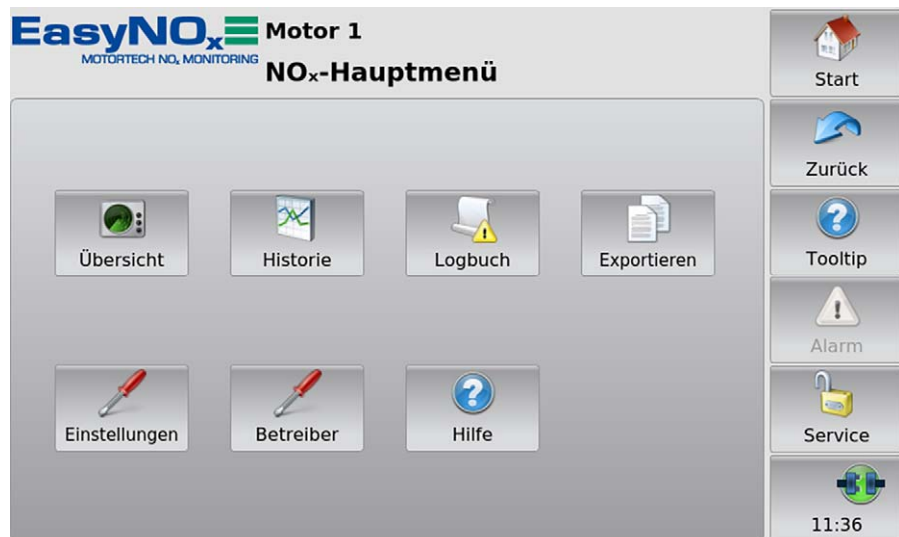 EasyNOx
MOTORTECH NOx MONITORING
Motor 1
NOx-Hauptmenü
Übersicht
Historie
Logbuch
Exportieren
Einstellungen
Betreiber
Hilfe
Start
Zurück
Tooltip
Alarm
Service
11:36